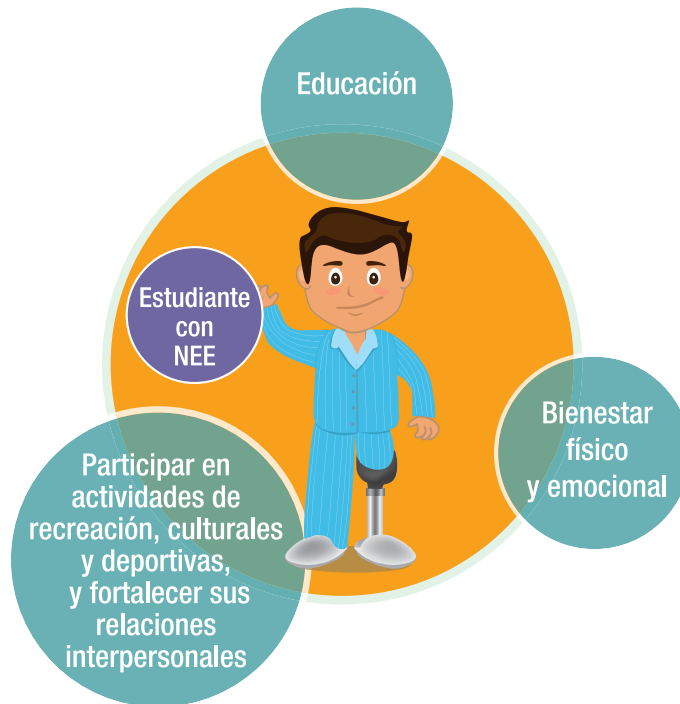 Educación
Estudiante
con
NEE
Bienestar
físico
y emocional
Participar en
actividades de
recreación, culturales
y deportivas,
y fortalecer sus
relaciones
interpersonales